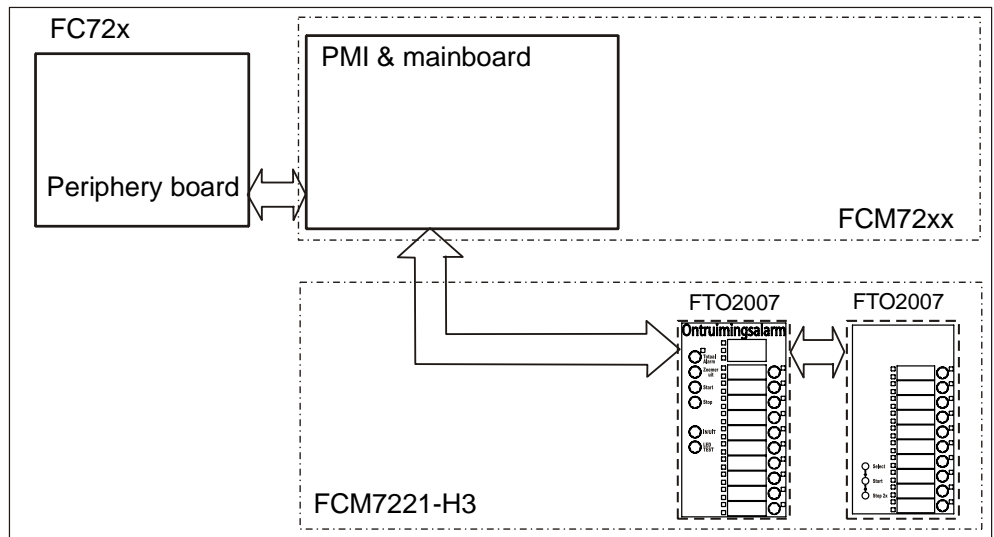 FC72x
PMI & mainboard
Periphery board
FCM72xx
FTO2007
FTO2007
Ontruimingsalarm
Totaal
Alarm
Zoemer
uit
Start
Stop
In/uit
LED
TEST
Select
Start
Stop 2x
FCM7221-H3